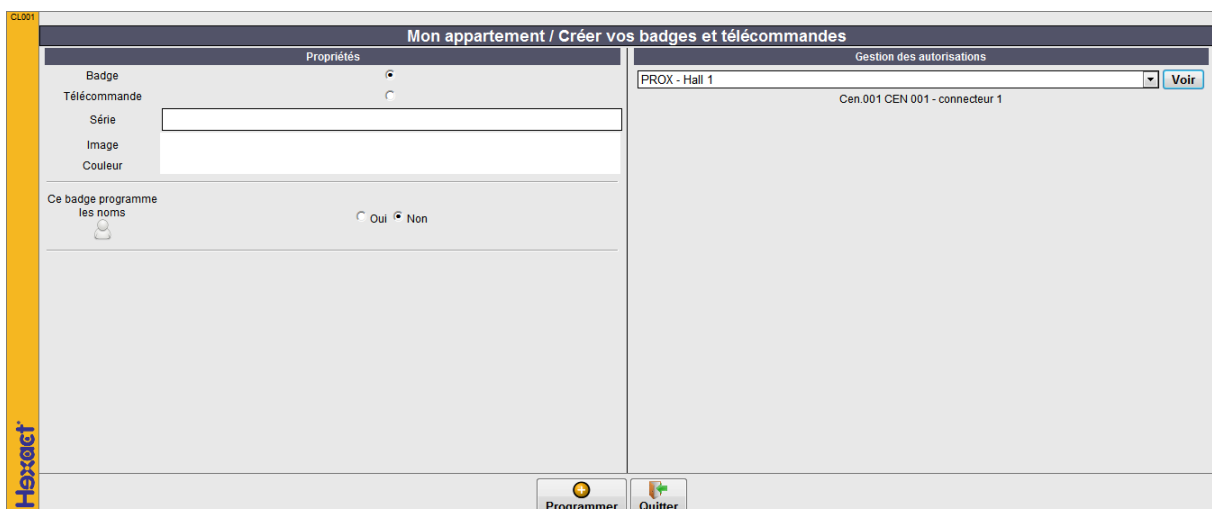 CL001
Mon appartement / Créer vos badges et télécommandes
Propriétés
Gestion des autorisations
Badge
Télécommande
Série
Image
Couleur
Ce badge programme
les noms
Oui Non
PROX - Hall 1 Voir
Cen.001 CEN 001 - connecteur 1
Hexact
Programmer Quitter